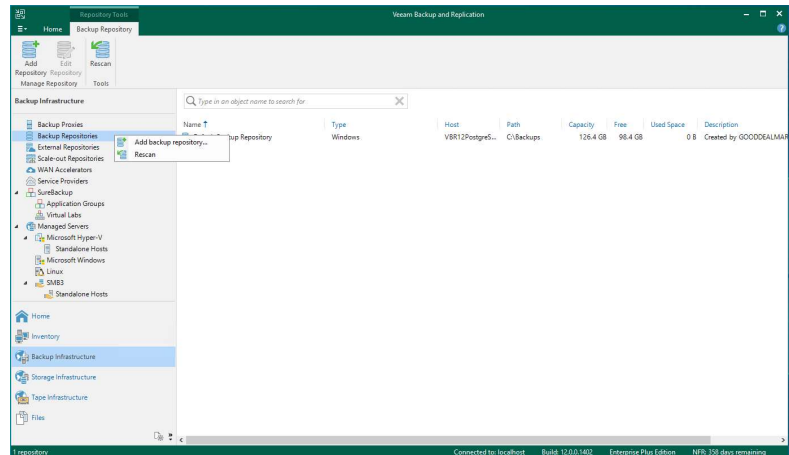 Repository Tools
Veeam Backup and Replication
Home
Backup Repository
Add Repository
Edit Repository
Rescan
Manage Repository
Tools
Backup Infrastructure
Type in an object name to search for
Backup Proxies
Backup Repositories
External Repositories
Scale-out Repositories
WAN Accelerators
Service Providers
SureBackup
Application Groups
Virtual Labs
Managed Servers
Microsoft Hyper-V
Standalone Hosts
Microsoft Windows
Linux
SMB3
Standalone Hosts
Add backup repository...
Rescan
Name Type Host Path Capacity Free Used Space Description
up Repository Windows VBR12PostgreS... C:\Backups 126.4 GB 98.4 GB 0 B Created by GOODDEALMAR
Home
Inventory
Backup Infrastructure
Storage Infrastructure
Tape Infrastructure
Files
1 repository
Connected to: localhost Build: 12.0.0.1402 Enterprise Plus Edition NFR: 358 days remaining